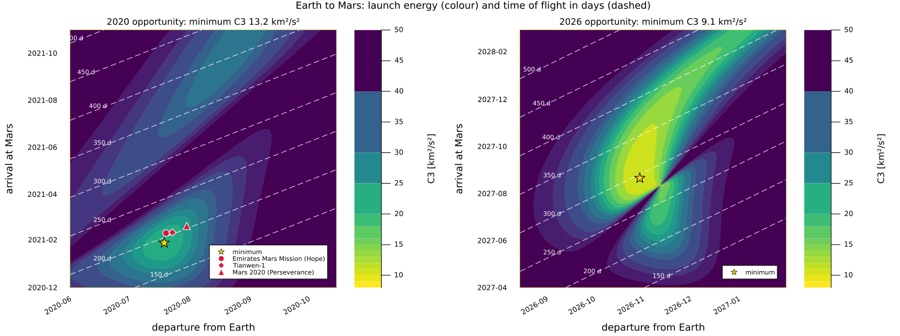 Earth to Mars: launch energy (colour) and time of flight in days (dashed)
2020 opportunity: minimum C3 13.2 km²/s²
arrival at Mars
2021-10
2021-08
2021-06
2021-04
2021-02
2020-12
450 d
400 d
350 d
300 d
250 d
200 d
150 d
minimum
Emirates Mars Mission (Hope)
Tianwen-1
Mars 2020 (Perseverance)
2020-06
2020-07
2020-08
2020-09
2020-10
departure from Earth
50
45
40
35
30
25
20
15
10
C3 [km²/s²]
2026 opportunity: minimum C3 9.1 km²/s²
arrival at Mars
2028-02
2027-12
2027-10
2027-08
2027-06
2027-04
500 d
450 d
400 d
350 d
300 d
250 d
200 d
150 d
minimum
2026-09
2026-10
2026-11
2026-12
2027-01
departure from Earth
50
45
40
35
30
25
20
15
10
C3 [km²/s²]